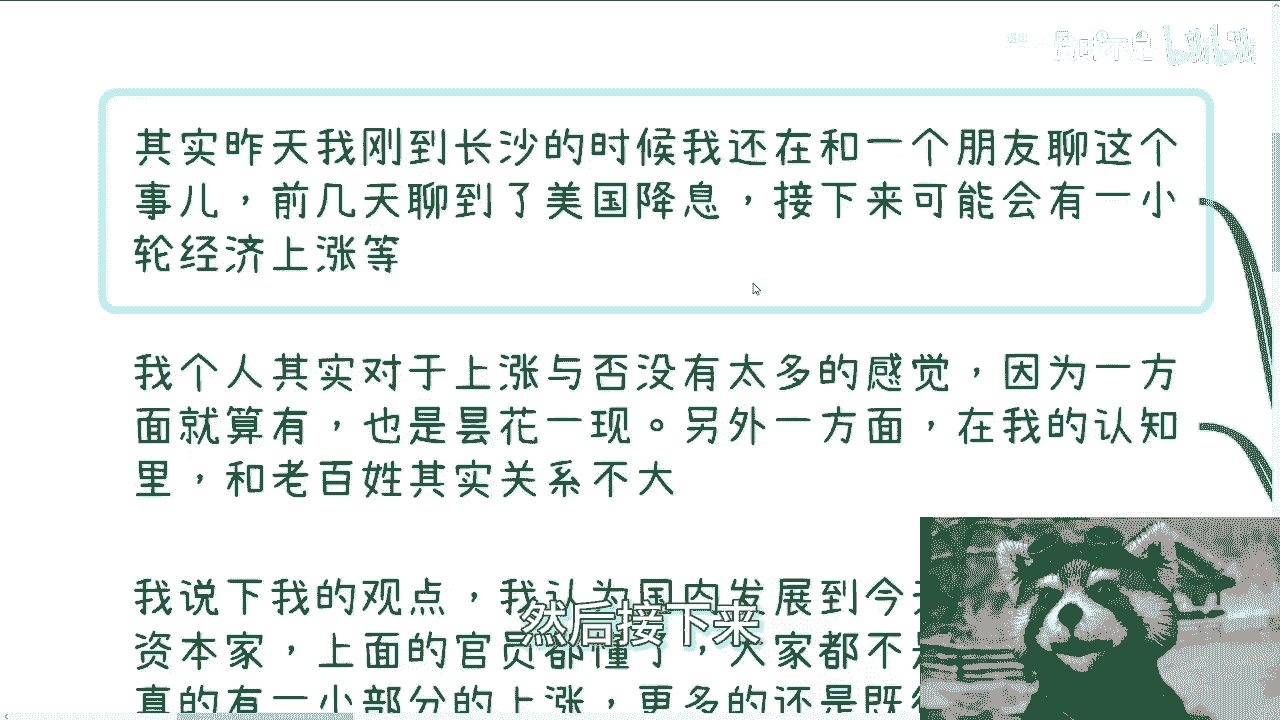 bilibili
其实昨天我刚到长沙的时候我还在和一个朋友聊这个
事儿，前几天聊到了美国降息，接下来可能会有一小
轮经济上涨等
我个人其实对于上涨与否没有太多的感觉，因为一方
面就算有，也是昙花一现。另外一方面，在我的认知
里，和老百姓其实关系不大
我说下我的观点，我认为国内发展到今
资本家，上面的官员都懂了，大家都不
真的有一小部分的上涨，更多的还是既
然后接下来